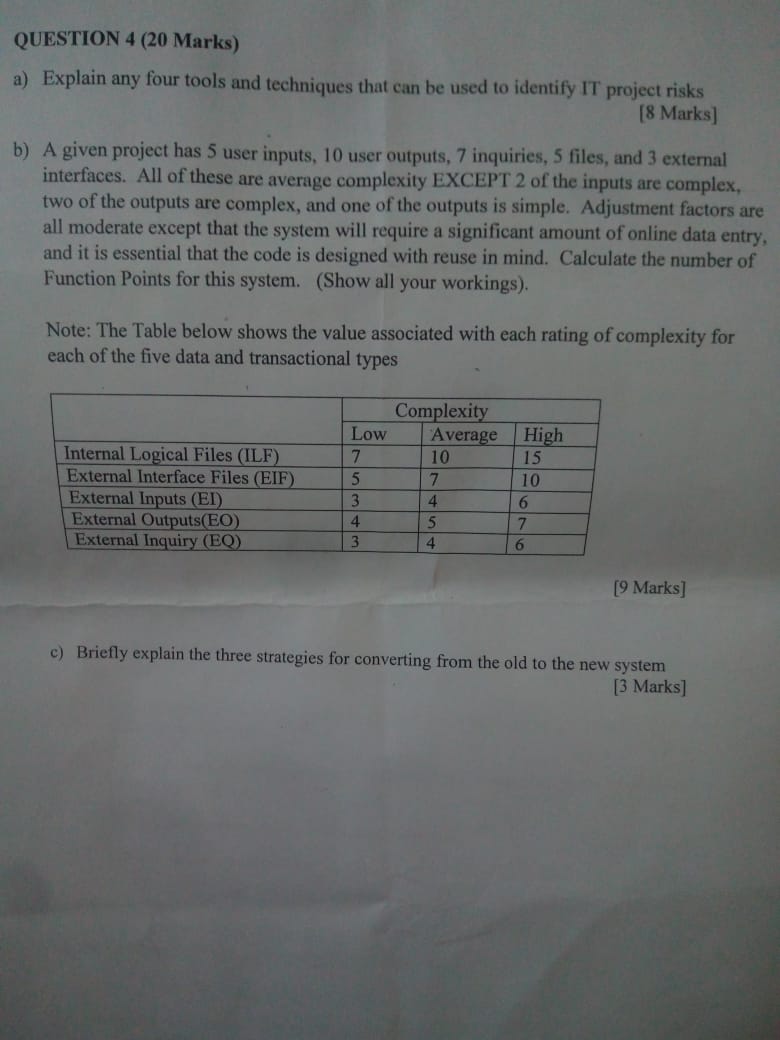 QUESTION 4 (20 Marks)
a) Explain any four tools and techniques that can be used to identify IT project risks
[8 Marks]
b) A given project has 5 user inputs, 10 user outputs, 7 inquiries, 5 files, and 3 external
interfaces. All of these are average complexity EXCEPT 2 of the inputs are complex,
two of the outputs are complex, and one of the outputs is simple. Adjustment factors are
all moderate except that the system will require a significant amount of online data entry,
and it is essential that the code is designed with reuse in mind. Calculate the number of
Function Points for this system. (Show all your workings).
Note: The Table below shows the value associated with each rating of complexity for
each of the five data and transactional types
Complexity
Low Average High
Internal Logical Files (ILF) 7 10 15
External Interface Files (EIF) 5 7 10
External Inputs (EI) 3 4 6
External Outputs(EO) 4 5 7
External Inquiry (EQ) 3 4 6
[9 Marks]
c) Briefly explain the three strategies for converting from the old to the new system
[3 Marks]